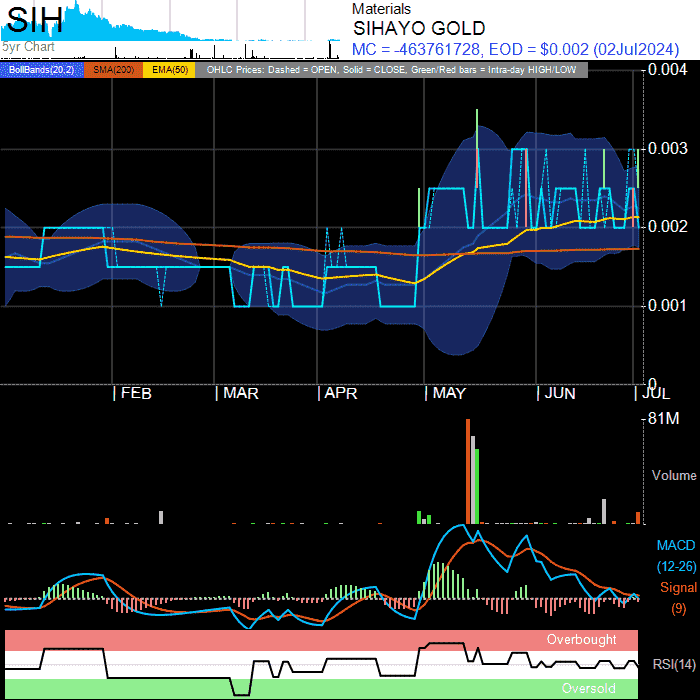 SIH
5yr Chart
Materials
SIHAYO GOLD
MC = -463761728, EOD = $0.002 (02Jul2024)
BollBands(20,2) SMA(200) EMA(50) OHLC Prices: Dashed = OPEN, Solid = CLOSE, Green/Red bars = Intra-day HIGH/LOW
0.004
0.003
0.002
0.001
0
FEB MAR APR MAY JUN JUL
81M
Volume
MACD
(12-26)
Signal
(9)
Overbought
RSI(14)
Oversold